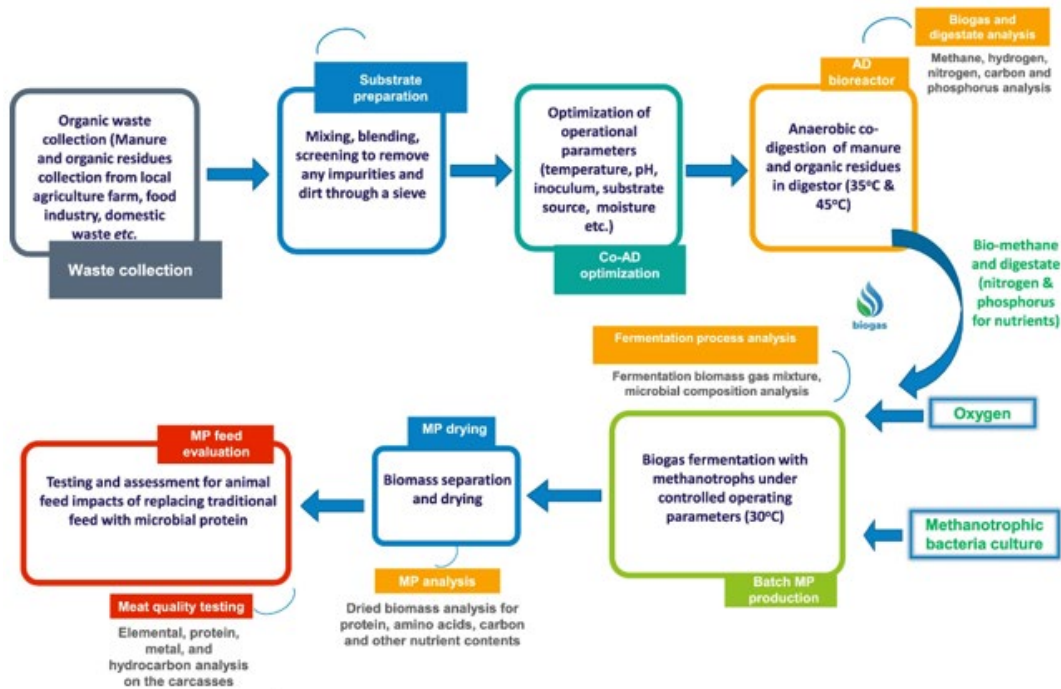 Biogas and
digestate analysis
Methane, hydrogen,
nitrogen, carbon and
phosphorus analysis
Substrate
preparation
AD
bioreactor
Organic waste
collection (Manure
and organic residues
collection from local
agriculture farm, food
industry, domestic
waste etc.
Waste collection
Mixing, blending,
screening to remove
any impurities and
dirt through a sieve
Optimization of
operational
parameters
(temperature, pH,
inoculum, substrate
source, moisture
etc.)
Co-AD
optimization
Anaerobic co-
digestion of manure
and organic residues
in digestor (35°C &
45°C)
Bio-methane
and digestate
(nitrogen &
phosphorus
for nutrients)
biogas
Fermentation process analysis
Fermentation biomass gas mixture,
microbial composition analysis
Oxygen
Methanotrophic
bacteria culture
Biogas fermentation with
methanotrophs under
controlled operating
parameters (30°C)
Batch MP
production
MP drying
Biomass separation
and drying
MP analysis
Dried biomass analysis for
protein, amino acids, carbon
and other nutrient contents
MP feed
evaluation
Testing and assessment for animal
feed impacts of replacing traditional
feed with microbial protein
Meat quality testing
Elemental, protein,
metal, and
hydrocarbon analysis
on the carcasses